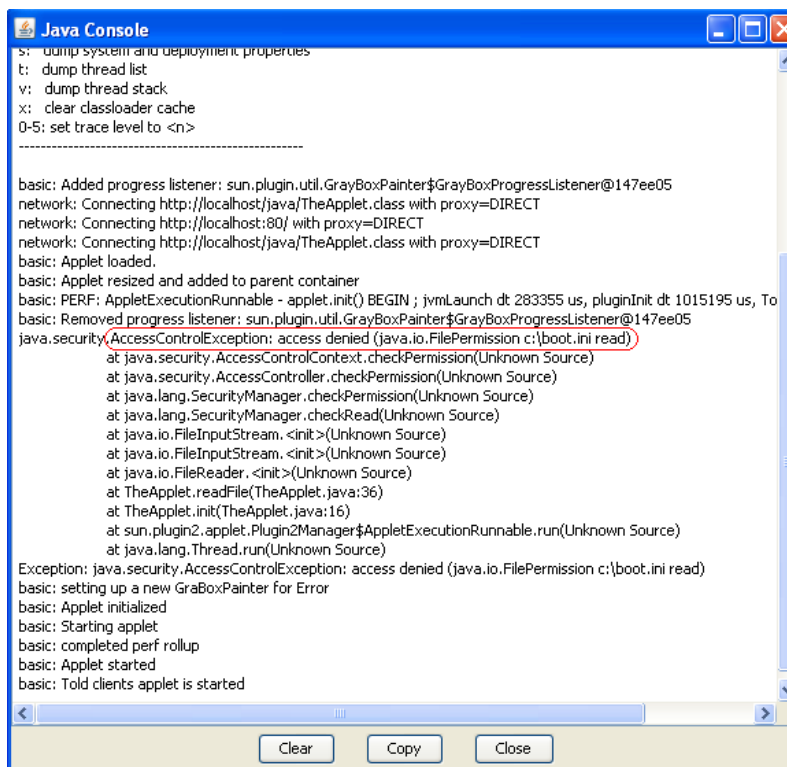 Java Console
s: dump system and deployment properties
t: dump thread list
v: dump thread stack
x: clear classloader cache
0-5: set trace level to <n>
----------------------------------------------------
basic: Added progress listener: sun.plugin.util.GrayBoxPainter$GrayBoxProgressListener@147ee05
network: Connecting http://localhost/java/TheApplet.class with proxy=DIRECT
network: Connecting http://localhost:80/ with proxy=DIRECT
network: Connecting http://localhost/java/TheApplet.class with proxy=DIRECT
basic: Applet loaded.
basic: Applet resized and added to parent container
basic: PERF: AppletExecutionRunnable - applet.init() BEGIN ; jvmLaunch dt 283355 us, pluginInit dt 1015195 us, To
basic: Removed progress listener: sun.plugin.util.GrayBoxPainter$GrayBoxProgressListener@147ee05
java.security.AccessControlException: access denied (java.io.FilePermission c:\boot.ini read)
at java.security.AccessControlContext.checkPermission(Unknown Source)
at java.security.AccessController.checkPermission(Unknown Source)
at java.lang.SecurityManager.checkPermission(Unknown Source)
at java.lang.SecurityManager.checkRead(Unknown Source)
at java.io.FileInputStream.<init>(Unknown Source)
at java.io.FileInputStream.<init>(Unknown Source)
at java.io.FileReader.<init>(Unknown Source)
at TheApplet.readFile(TheApplet.java:36)
at TheApplet.init(TheApplet.java:16)
at sun.plugin2.applet.Plugin2Manager$AppletExecutionRunnable.run(Unknown Source)
at java.lang.Thread.run(Unknown Source)
Exception: java.security.AccessControlException: access denied (java.io.FilePermission c:\boot.ini read)
basic: setting up a new GraBoxPainter for Error
basic: Applet initialized
basic: Starting applet
basic: completed perf rollup
basic: Applet started
basic: Told clients applet is started
Clear Copy Close